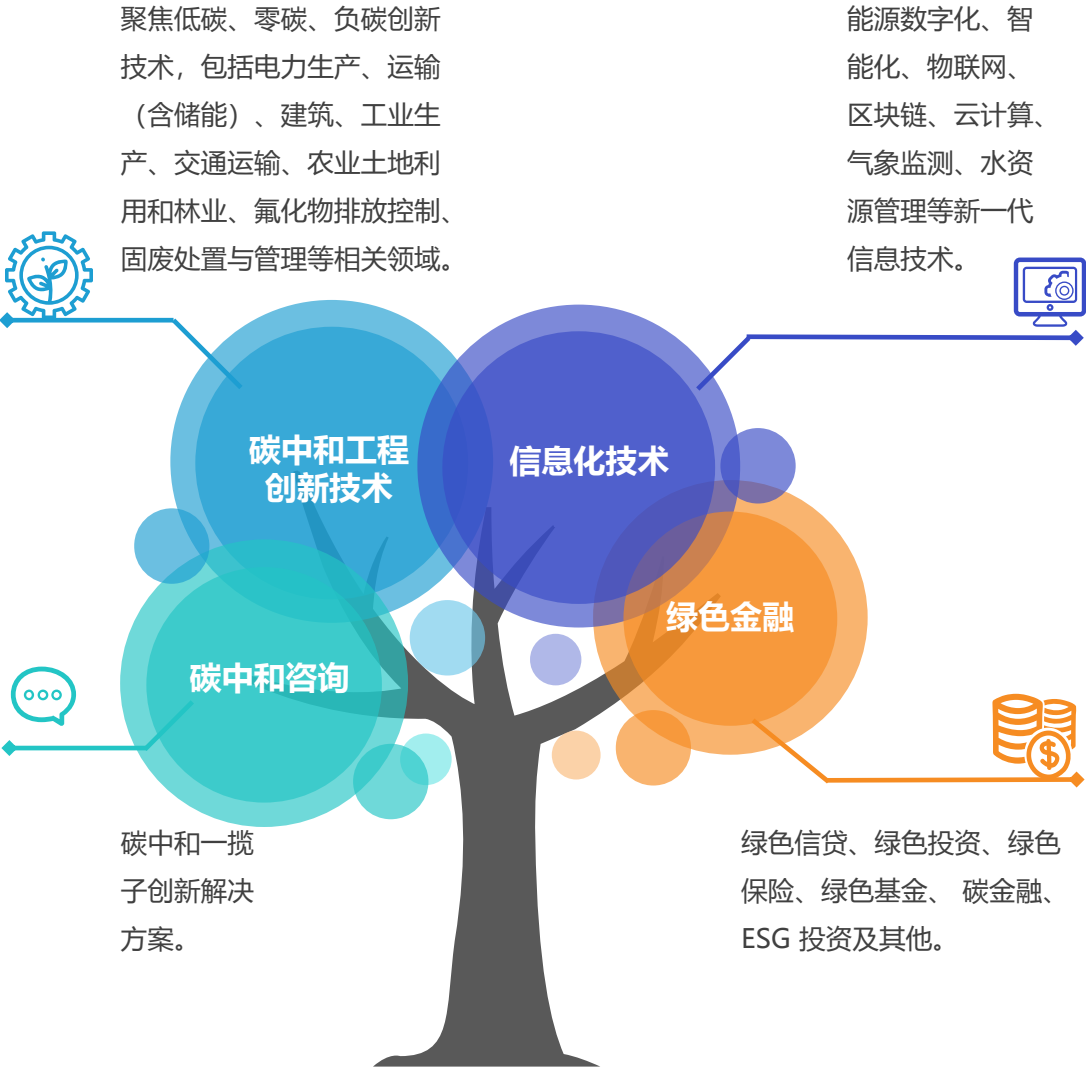 聚焦低碳、零碳、负碳创新
技术，包括电力生产、运输
（含储能）、建筑、工业生
产、交通运输、农业土地利
用和林业、氟化物排放控制、
固废处置与管理等相关领域。
能源数字化、智
能化、物联网、
区块链、云计算、
气象监测、水资
源管理等新一代
信息技术。
碳中和工程
创新技术
信息化技术
绿色金融
碳中和咨询
碳中和一揽
子创新解决
方案。
绿色信贷、绿色投资、绿色
保险、绿色基金、 碳金融、
ESG 投资及其他。